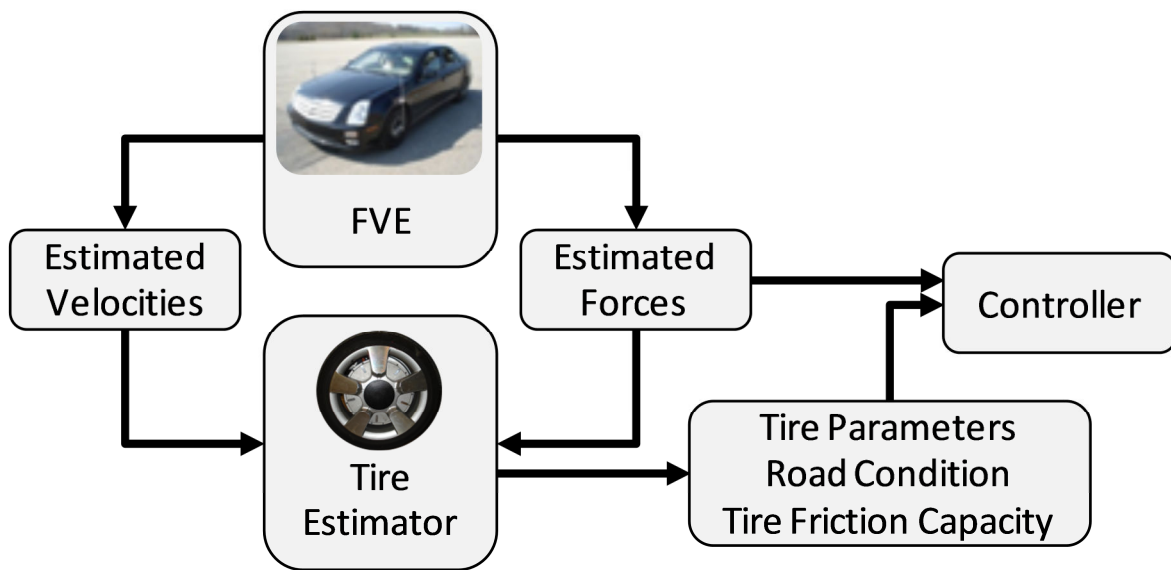 FVE
Estimated
Velocities
Estimated
Forces
Controller
Tire
Estimator
Tire Parameters
Road Condition
Tire Friction Capacity